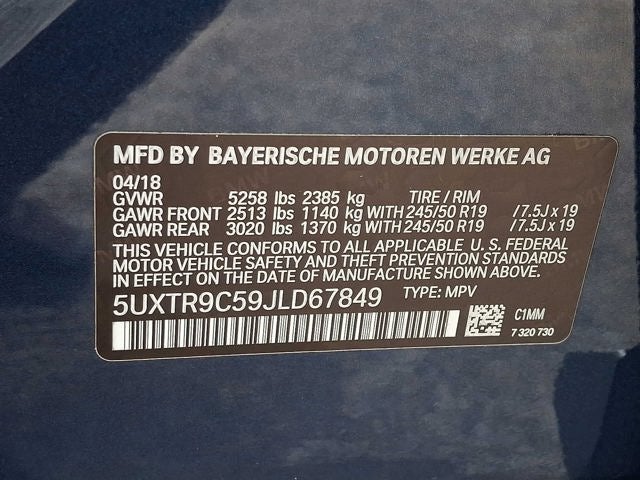 MFD BY BAYERISCHE MOTOREN WERKE AG
04/18
GVWR 5258 lbs 2385 kg TIRE / RIM
GAWR FRONT 2513 lbs 1140 kg WITH 245/50 R19 / 7.5J x 19
GAWR REAR 3020 lbs 1370 kg WITH 245/50 R19 / 7.5J x 19
THIS VEHICLE CONFORMS TO ALL APPLICABLE U. S. FEDERAL
MOTOR VEHICLE SAFETY AND THEFT PREVENTION STANDARDS
IN EFFECT ON THE DATE OF MANUFACTURE SHOWN ABOVE.
5UXTR9C59JLD67849 TYPE: MPV
C1MM
7 320 730